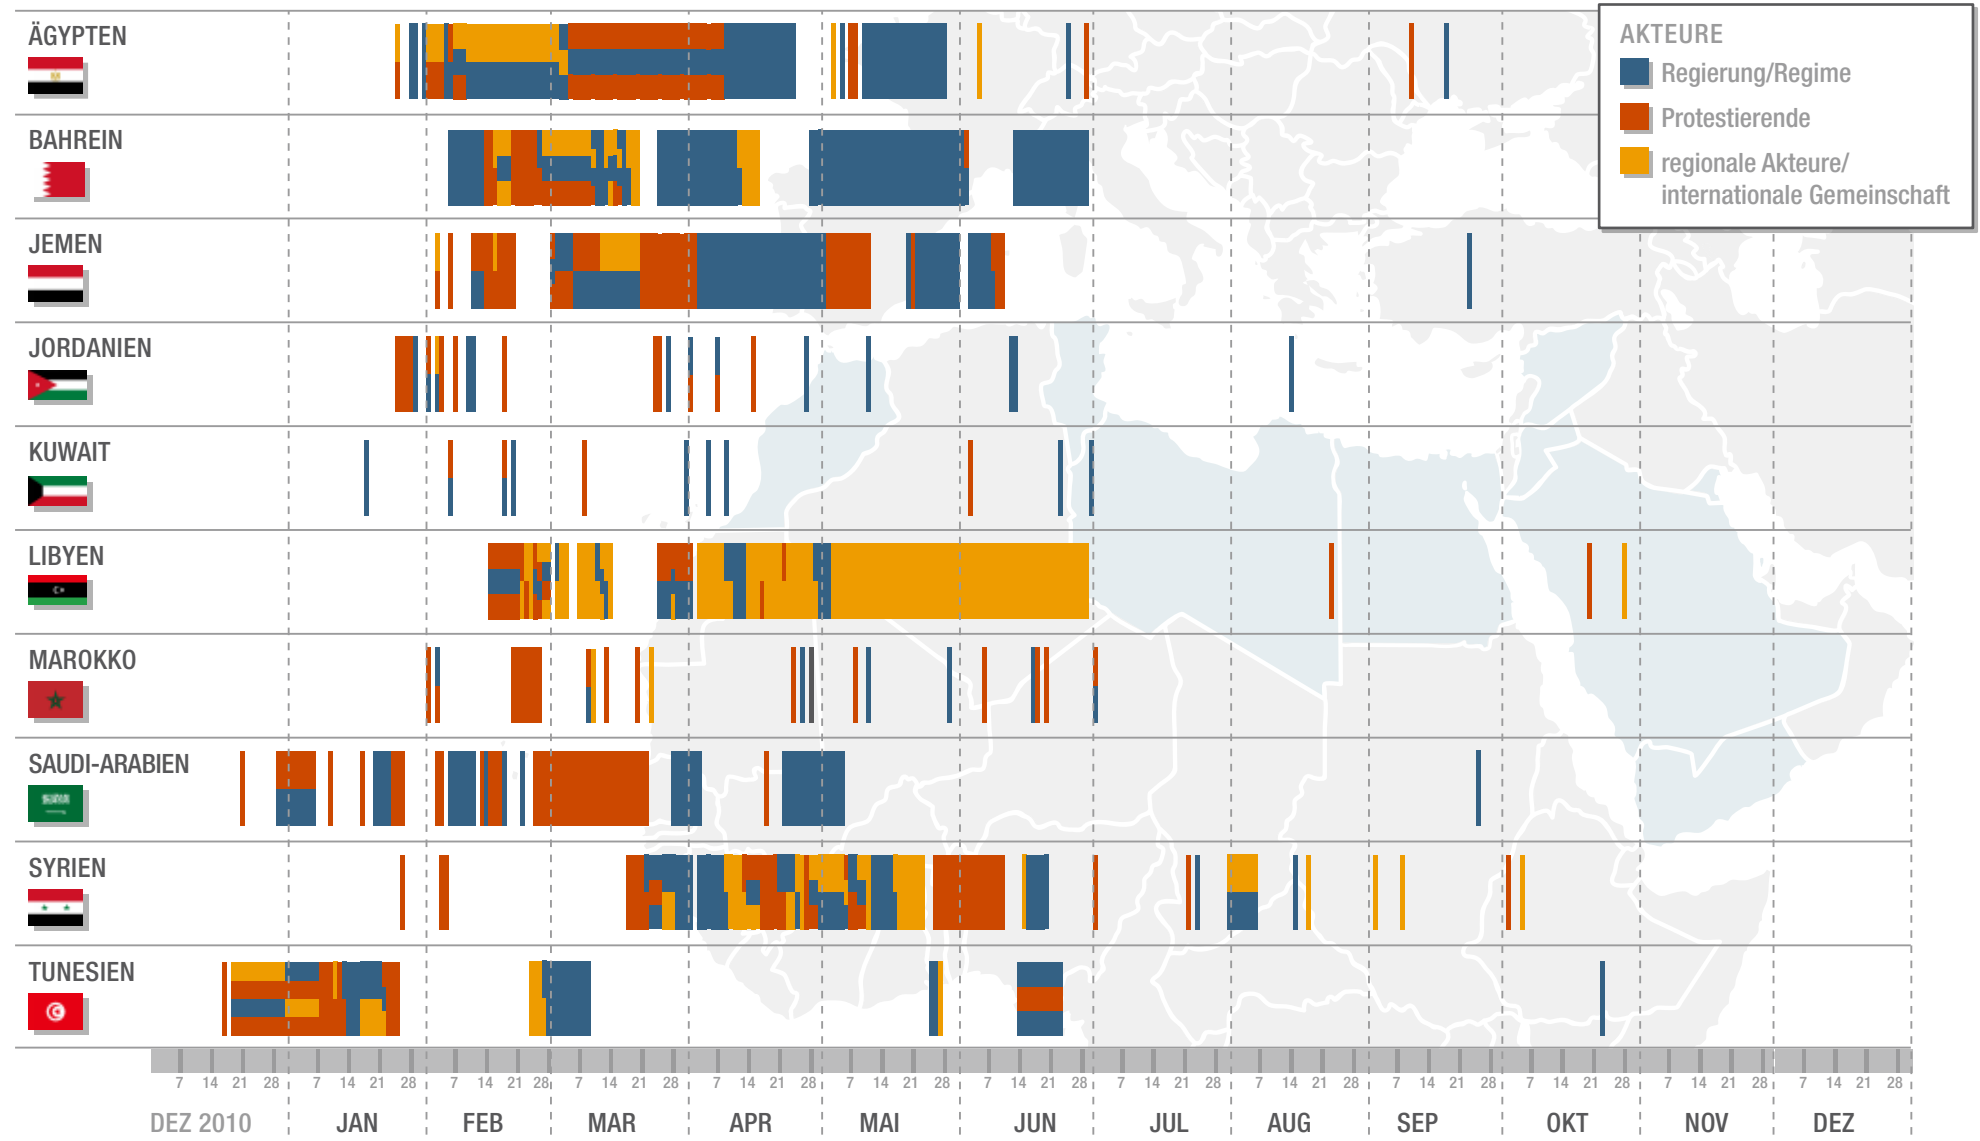 ÄGYPTEN
AKTEURE
Regierung/Regime
Protestierende
regionale Akteure/
internationale Gemeinschaft
BAHREIN
JEMEN
JORDANIEN
KUWAIT
LIBYEN
MAROKKO
SAUDI-ARABIEN
SYRIEN
TUNESIEN
7 14 21 28 7 14 21 28 7 14 21 28 7 14 21 28 7 14 21 28 7 14 21 28 7 14 21 28 7 14 21 28 7 14 21 28 7 14 21 28 7 14 21 28 7 14 21 28 7 14 21 28
DEZ 2010 JAN FEB MAR APR MAI JUN JUL AUG SEP OKT NOV DEZ